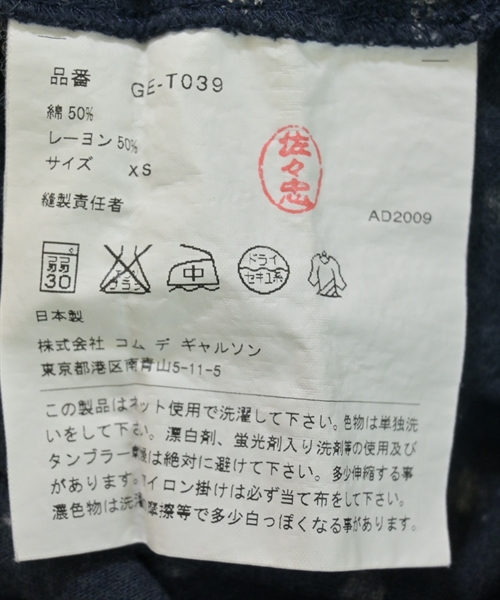 品番 GE-T039
綿 50%
レーヨン 50%
サイズ XS
縫製責任者
佐々忠
AD2009
弱
30
エンソ
サラシ
中
ドライ
セキユ系
日本製
株式会社 コム デ ギャルソン
東京都港区南青山5-11-5
この製品はネット使用で洗濯して下さい。色物は単独洗
いをして下さい。漂白剤、蛍光剤入り洗剤等の使用及び
タンブラー乾燥は絶対に避けて下さい。多少伸縮する事
があります。アイロン掛けは必ず当て布をして下さい。
濃色物は洗濯摩擦等で多少白っぽくなる事があります。